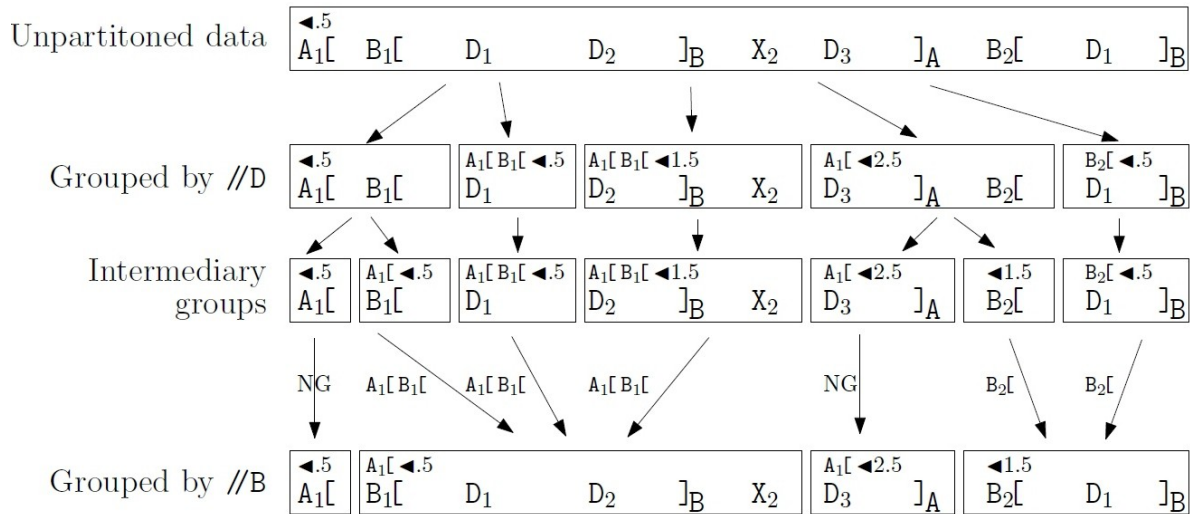 ◄.5
Unpartitoned data A₁[ B₁[ D₁ D₂ ]B X₂ D₃ ]A B₂[ D₁ ]B
◄.5 A₁[ B₁[ ◄.5 A₁[ B₁[ ◄1.5 A₁[ ◄2.5 B₂[ ◄.5
Grouped by //D A₁[ B₁[ D₁ D₂ ]B X₂ D₃ ]A B₂[ D₁ ]B
Intermediary ◄.5 A₁[ ◄.5 A₁[ B₁[ ◄.5 A₁[ B₁[ ◄1.5 A₁[ ◄2.5 ◄1.5 B₂[ ◄.5
groups A₁[ B₁[ D₁ D₂ ]B X₂ D₃ ]A B₂[ D₁ ]B
NG A₁[ B₁[ A₁[ B₁[ A₁[ B₁[ NG B₂[ B₂[
◄.5 A₁[ ◄.5 A₁[ ◄2.5 ◄1.5
Grouped by //B A₁[ B₁[ D₁ D₂ ]B X₂ D₃ ]A B₂[ D₁ ]B